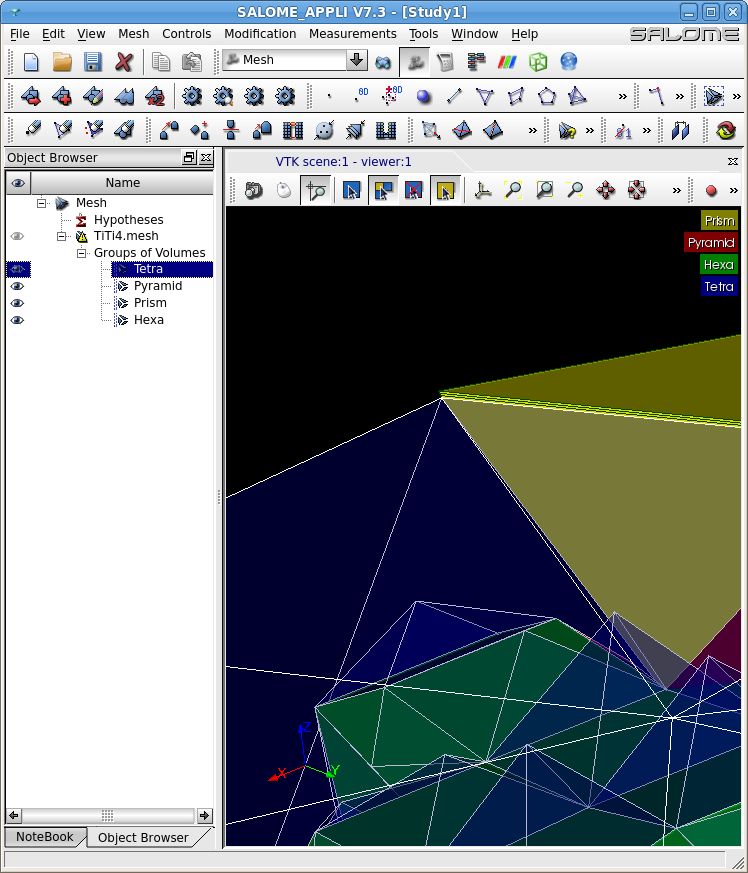 SALOME_APPLI V7.3 - [Study1]
File Edit View Mesh Controls Modification Measurements Tools Window Help
SALOME
Mesh
0D
0D
Object Browser
VTK scene:1 - viewer:1
Name
Mesh
Hypotheses
TiTi4.mesh
Groups of Volumes
Tetra
Pyramid
Prism
Hexa
Prism
Pyramid
Hexa
Tetra
Z
X
Y
NoteBook
Object Browser